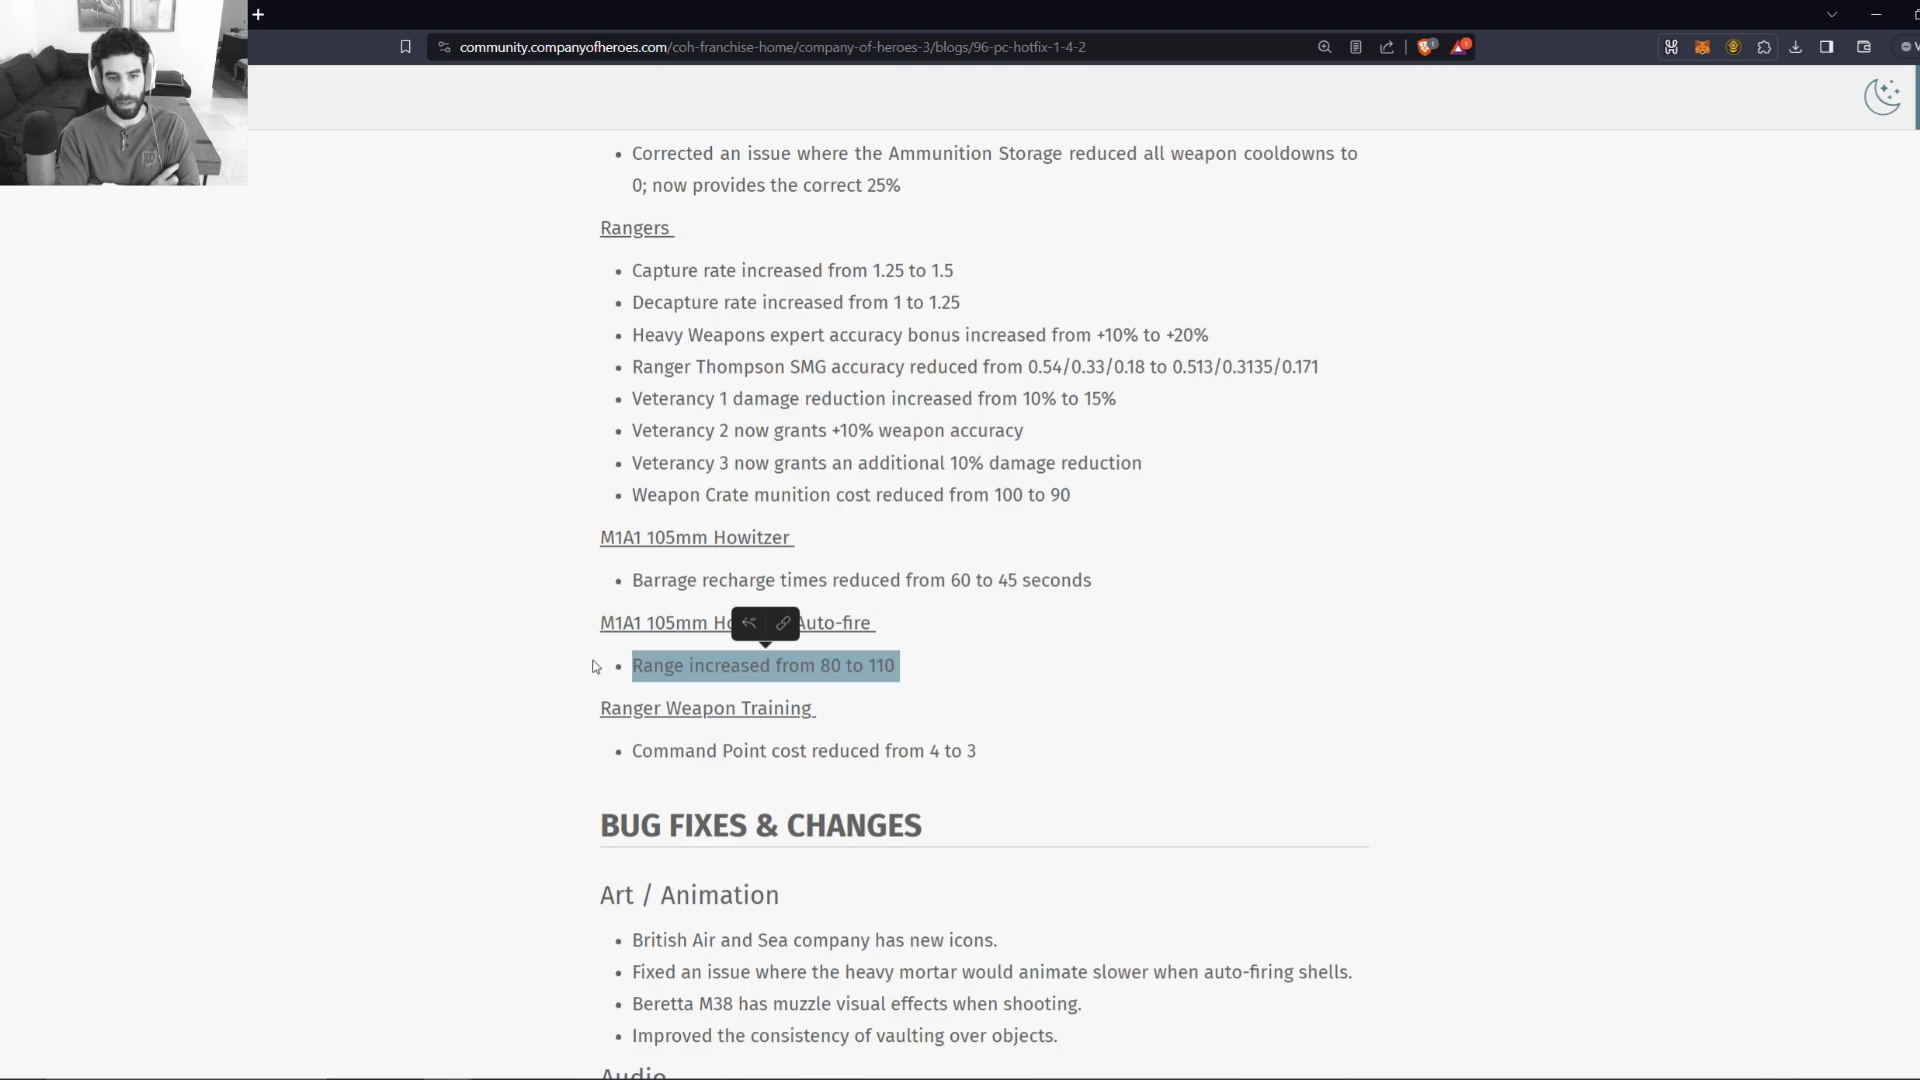 community.companyofheroes.com/coh-franchise-home/company-of-heroes-3/blogs/96-pc-hotfix-1-4-2
• Corrected an issue where the Ammunition Storage reduced all weapon cooldowns to
0; now provides the correct 25%
Rangers
• Capture rate increased from 1.25 to 1.5
• Decapture rate increased from 1 to 1.25
• Heavy Weapons expert accuracy bonus increased from +10% to +20%
• Ranger Thompson SMG accuracy reduced from 0.54/0.33/0.18 to 0.513/0.3135/0.171
• Veterancy 1 damage reduction increased from 10% to 15%
• Veterancy 2 now grants +10% weapon accuracy
• Veterancy 3 now grants an additional 10% damage reduction
• Weapon Crate munition cost reduced from 100 to 90
M1A1 105mm Howitzer
• Barrage recharge times reduced from 60 to 45 seconds
M1A1 105mm Ho Auto-fire
• Range increased from 80 to 110
Ranger Weapon Training
• Command Point cost reduced from 4 to 3
BUG FIXES & CHANGES
Art / Animation
• British Air and Sea company has new icons.
• Fixed an issue where the heavy mortar would animate slower when auto-firing shells.
• Beretta M38 has muzzle visual effects when shooting.
• Improved the consistency of vaulting over objects.
Audio